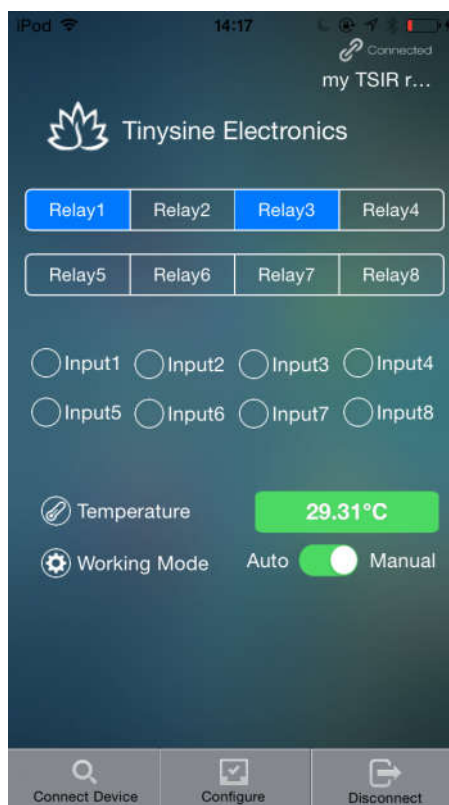 iPod 14:17
Connected
my TSIR r...
Tinysine Electronics
Relay1 Relay2 Relay3 Relay4
Relay5 Relay6 Relay7 Relay8
Input1 Input2 Input3 Input4
Input5 Input6 Input7 Input8
Temperature 29.31°C
Working Mode Auto Manual
Connect Device Configure Disconnect